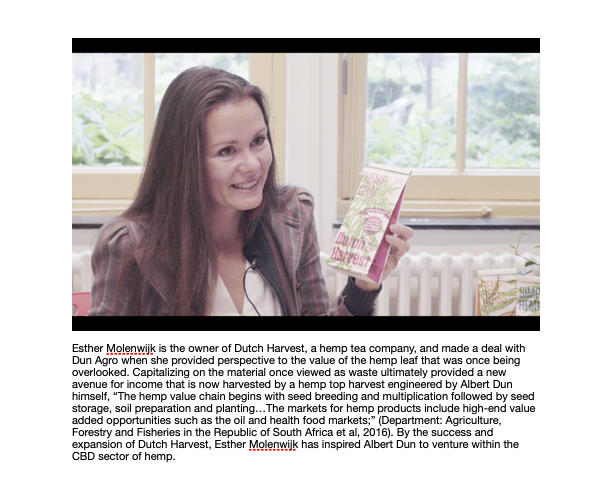 HEMP
Dutch
Harvest
Esther Molenwijk is the owner of Dutch Harvest, a hemp tea company, and made a deal with
Dun Agro when she provided perspective to the value of the hemp leaf that was once being
overlooked. Capitalizing on the material once viewed as waste ultimately provided a new
avenue for income that is now harvested by a hemp top harvest engineered by Albert Dun
himself, “The hemp value chain begins with seed breeding and multiplication followed by seed
storage, soil preparation and planting…The markets for hemp products include high-end value
added opportunities such as the oil and health food markets;” (Department: Agriculture,
Forestry and Fisheries in the Republic of South Africa et al, 2016). By the success and
expansion of Dutch Harvest, Esther Molenwijk has inspired Albert Dun to venture within the
CBD sector of hemp.